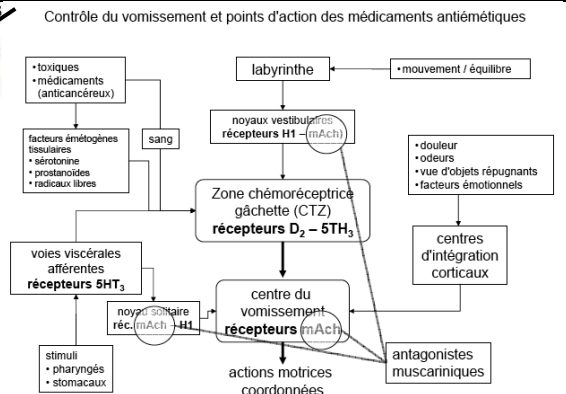 Contrôle du vomissement et points d'action des médicaments antiémétiques
•toxiques
•médicaments
(anticancéreux)
labyrinthe
•mouvement / équilibre
noyaux vestibulaires
récepteurs H1 – mAch)
facteurs émétogènes
tissulaires
• sérotonine
• prostanoïdes
• radicaux libres
sang
•douleur
•odeurs
•vue d'objets répugnants
•facteurs émotionnels
Zone chémoréceptrice
gâchette (CTZ)
récepteurs D2 – 5TH3
voies viscérales
afférentes
récepteurs 5HT3
centres
d'intégration
corticaux
noyau solitaire
réc. mAch – H1
centre du
vomissement
récepteurs mAch
stimuli
• pharyngés
• stomacaux
antagonistes
muscariniques
actions motrices
coordonnées